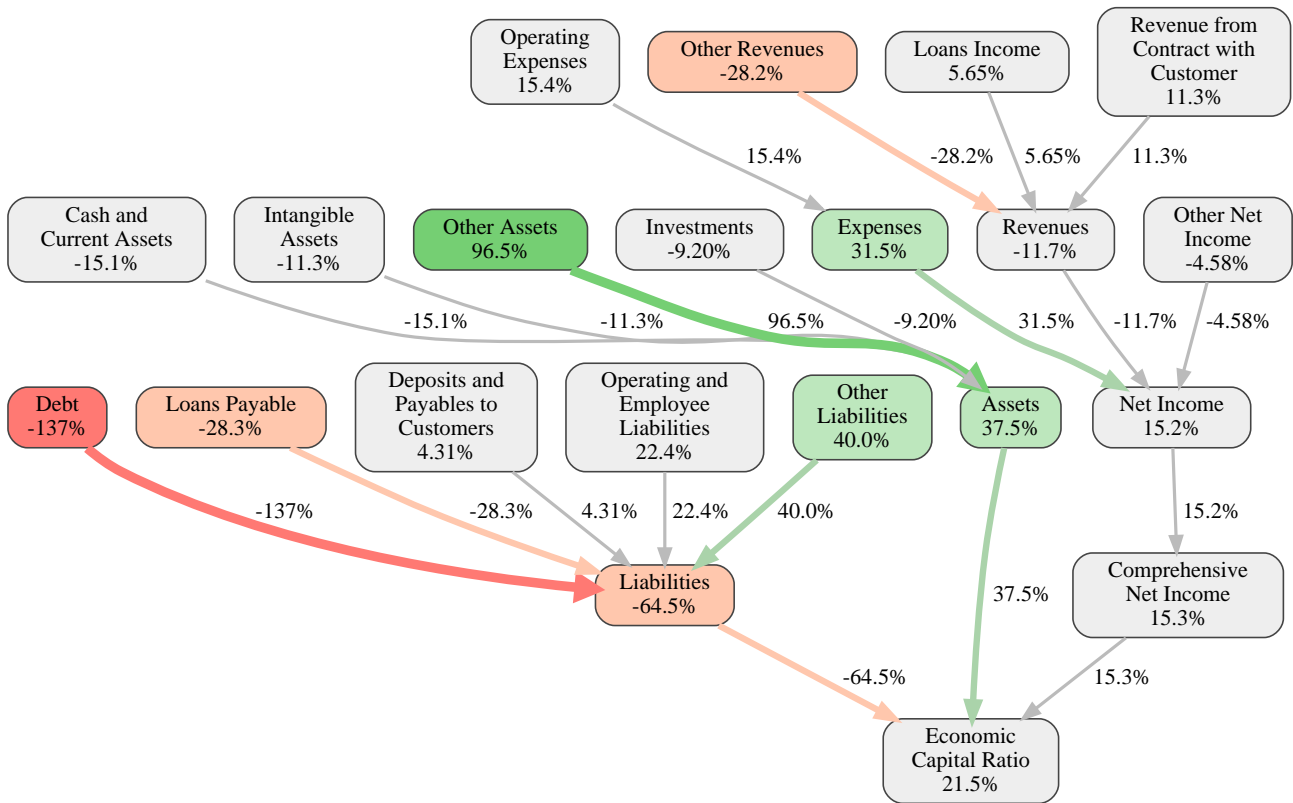 Operating
Expenses
15.4%
Other Revenues
-28.2%
Loans Income
5.65%
Revenue from
Contract with
Customer
11.3%
15.4%
-28.2%
5.65%
11.3%
Cash and
Current Assets
-15.1%
Intangible
Assets
-11.3%
Other Assets
96.5%
Investments
-9.20%
Expenses
31.5%
Revenues
-11.7%
Other Net
Income
-4.58%
-15.1%
-11.3%
96.5%
-9.20%
31.5%
-11.7%
-4.58%
Debt
-137%
Loans Payable
-28.3%
Deposits and
Payables to
Customers
4.31%
Operating and
Employee
Liabilities
22.4%
Other
Liabilities
40.0%
Assets
37.5%
Net Income
15.2%
-137%
-28.3%
4.31%
22.4%
40.0%
15.2%
Liabilities
-64.5%
37.5%
Comprehensive
Net Income
15.3%
-64.5%
15.3%
Economic
Capital Ratio
21.5%